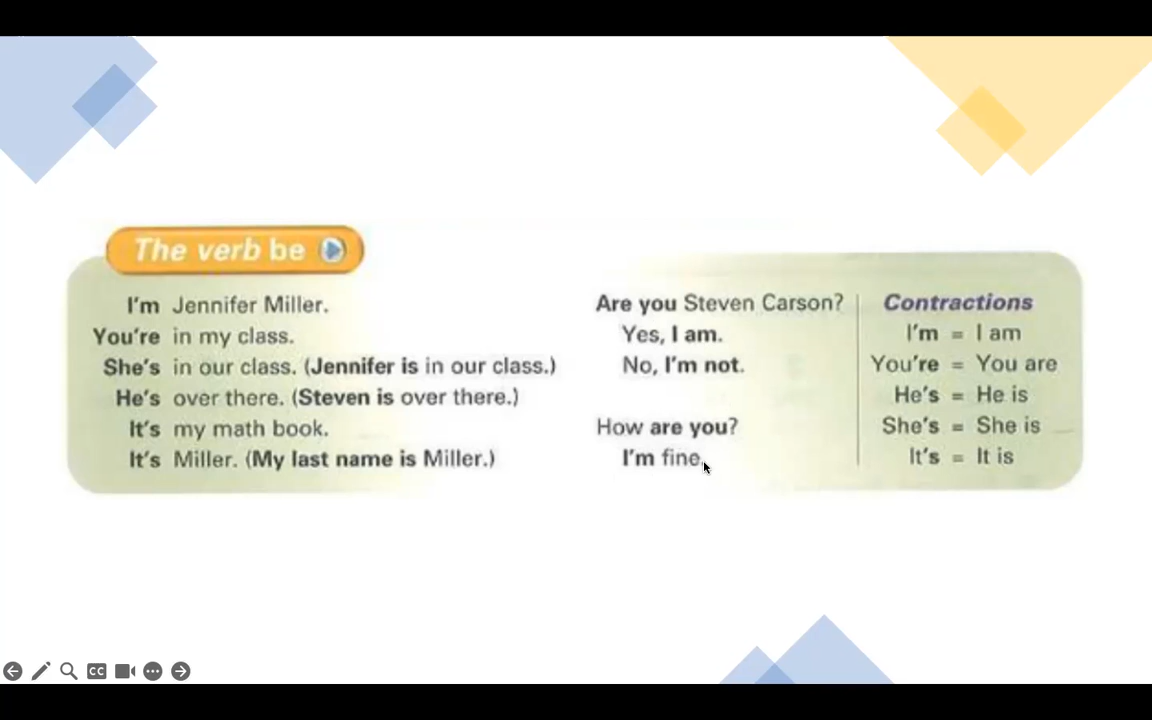 The verb be
I'm Jennifer Miller.
You're in my class.
She's in our class. (Jennifer is in our class.)
He's over there. (Steven is over there.)
It's my math book.
It's Miller. (My last name is Miller.)
Are you Steven Carson?
Yes, I am.
No, I'm not.
How are you?
I'm fine.
Contractions
I'm = I am
You're = You are
He's = He is
She's = She is
It's = It is
CC